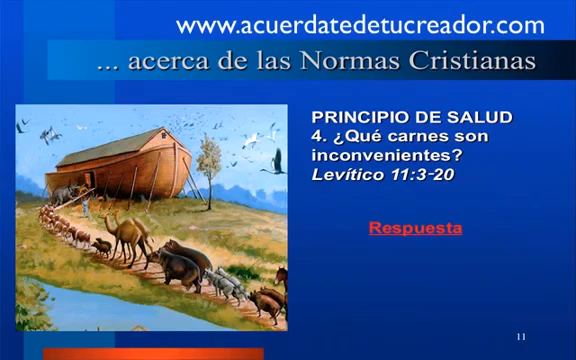 www.acuerdatedetucreador.com
... acerca de las Normas Cristianas
PRINCIPIO DE SALUD
4. ¿Qué carnes son
inconvenientes?
Levítico 11:3-20
Respuesta
11